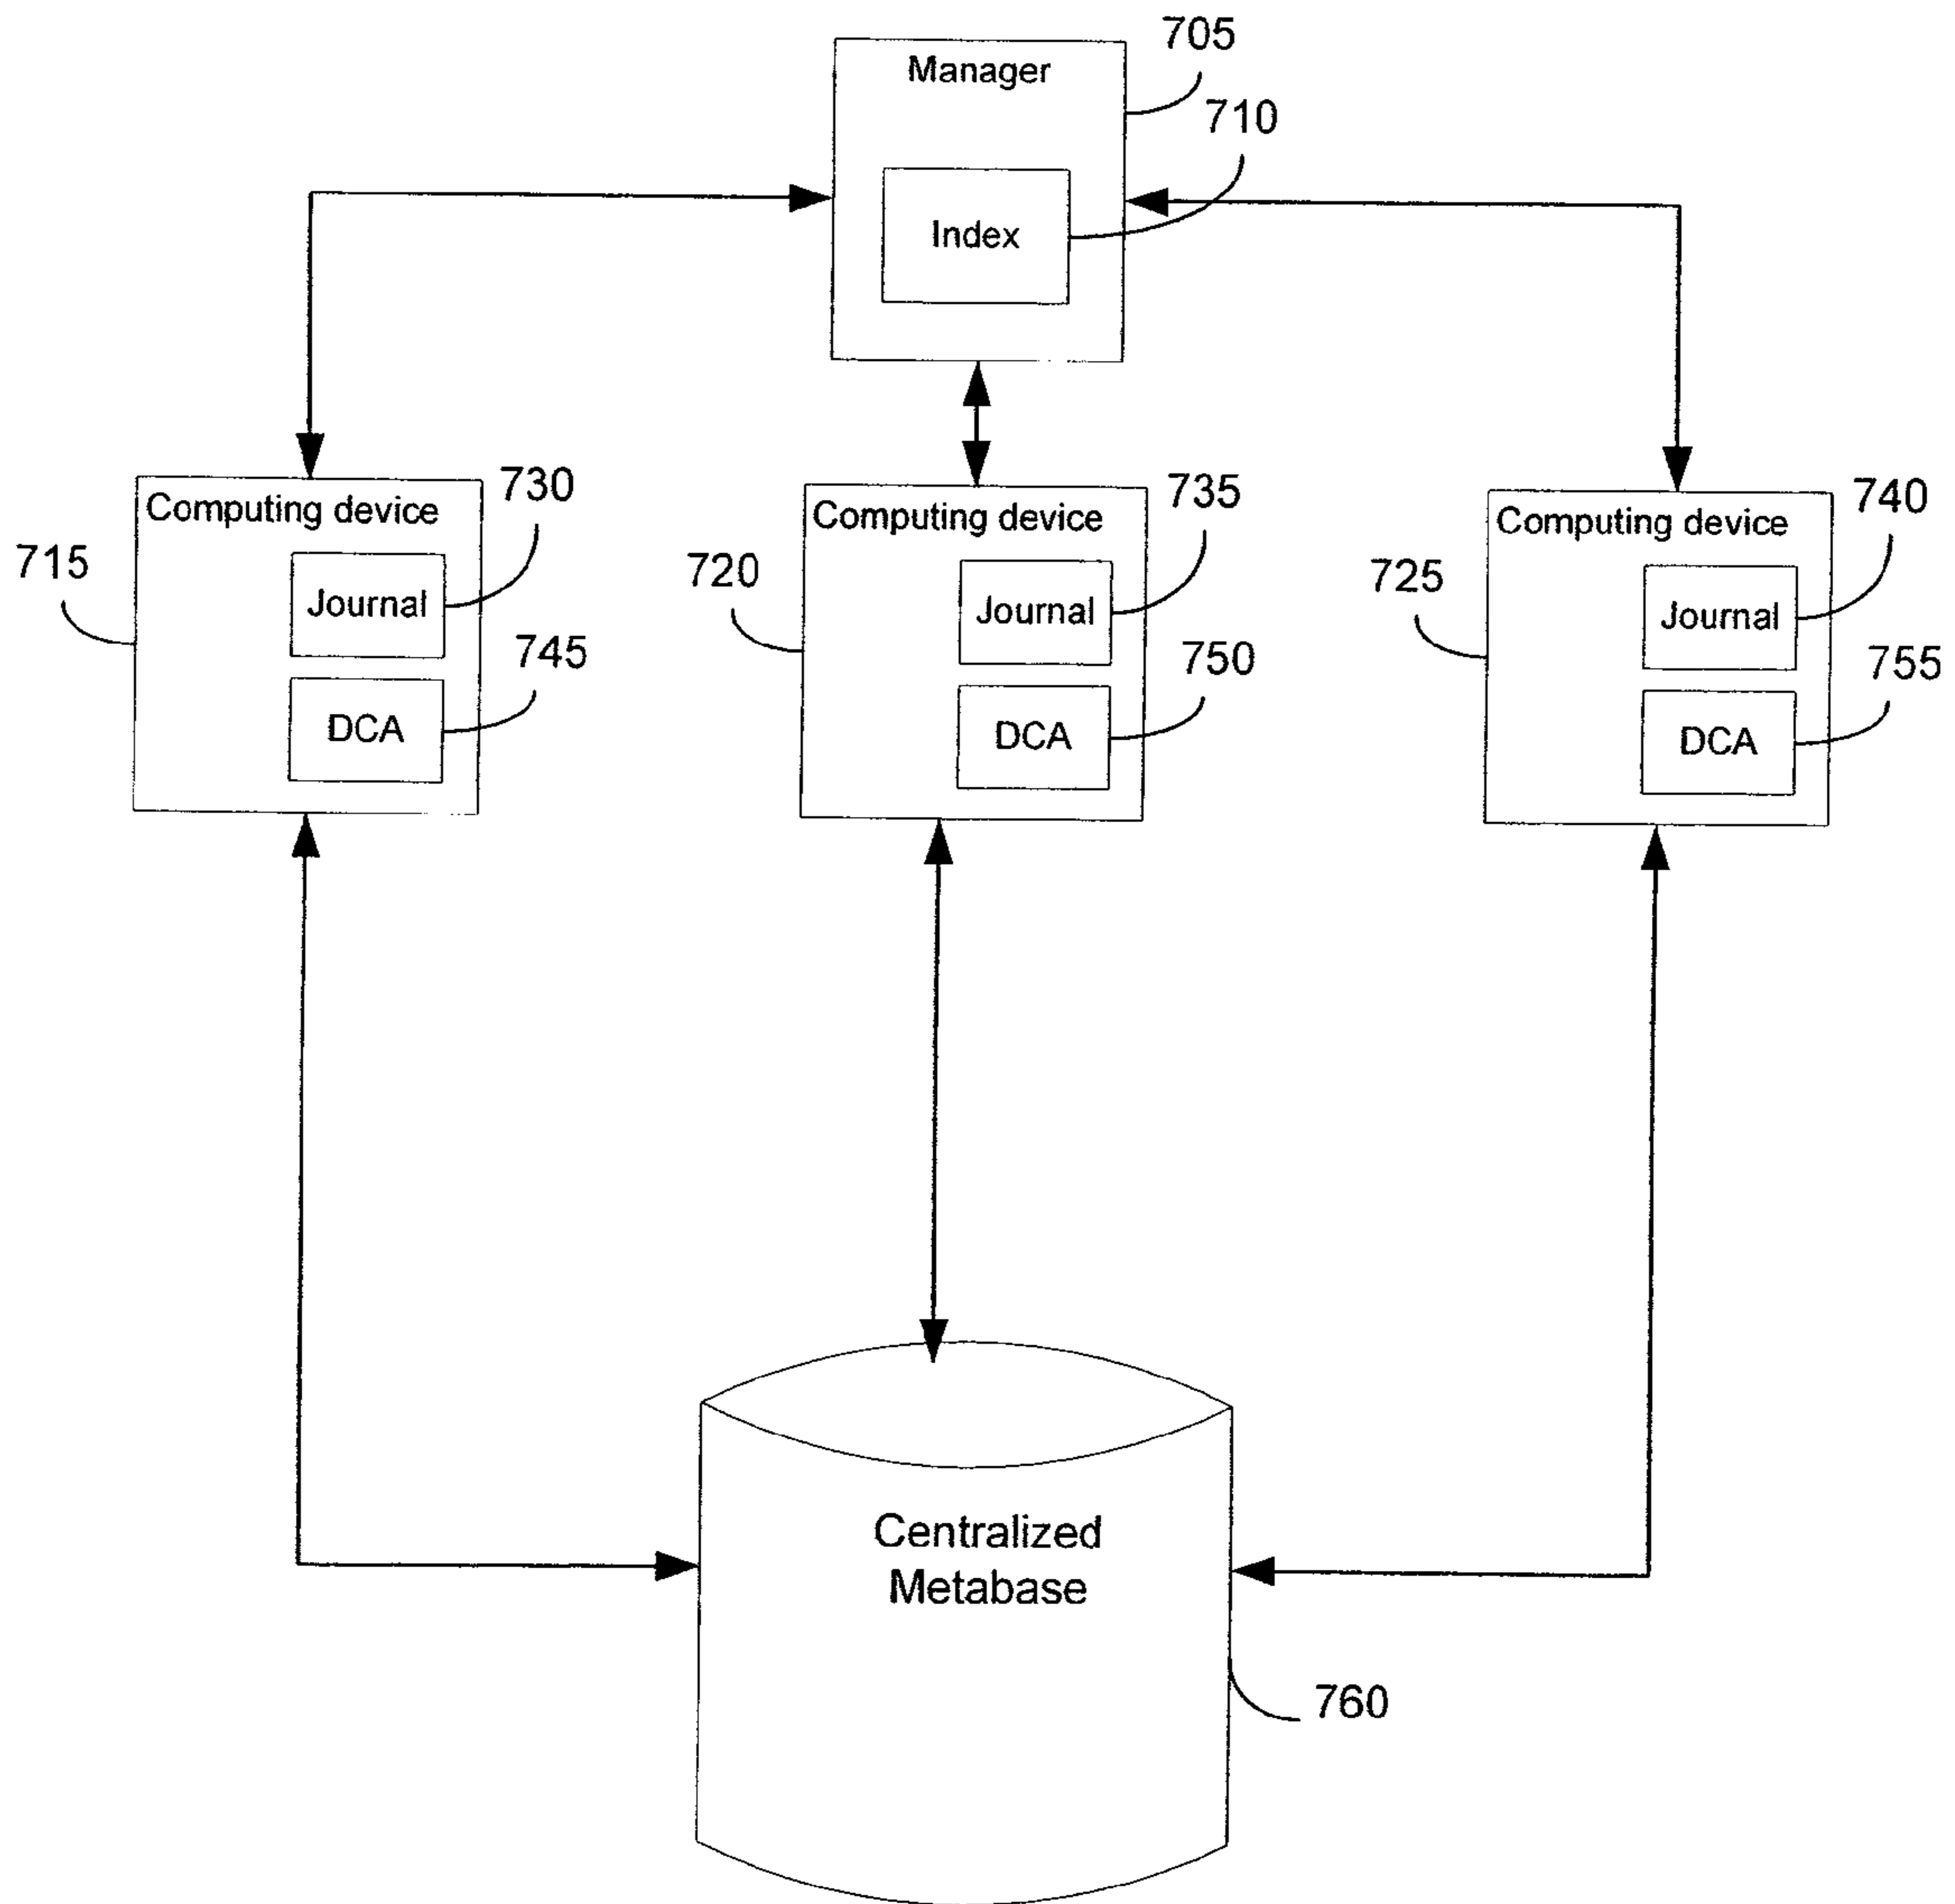 705
Manager
710
Index
Computing device
730
715
Journal
745
DCA
Computing device
735
720
Journal
750
DCA
Computing device
740
725
Journal
755
DCA
Centralized
Metabase
760